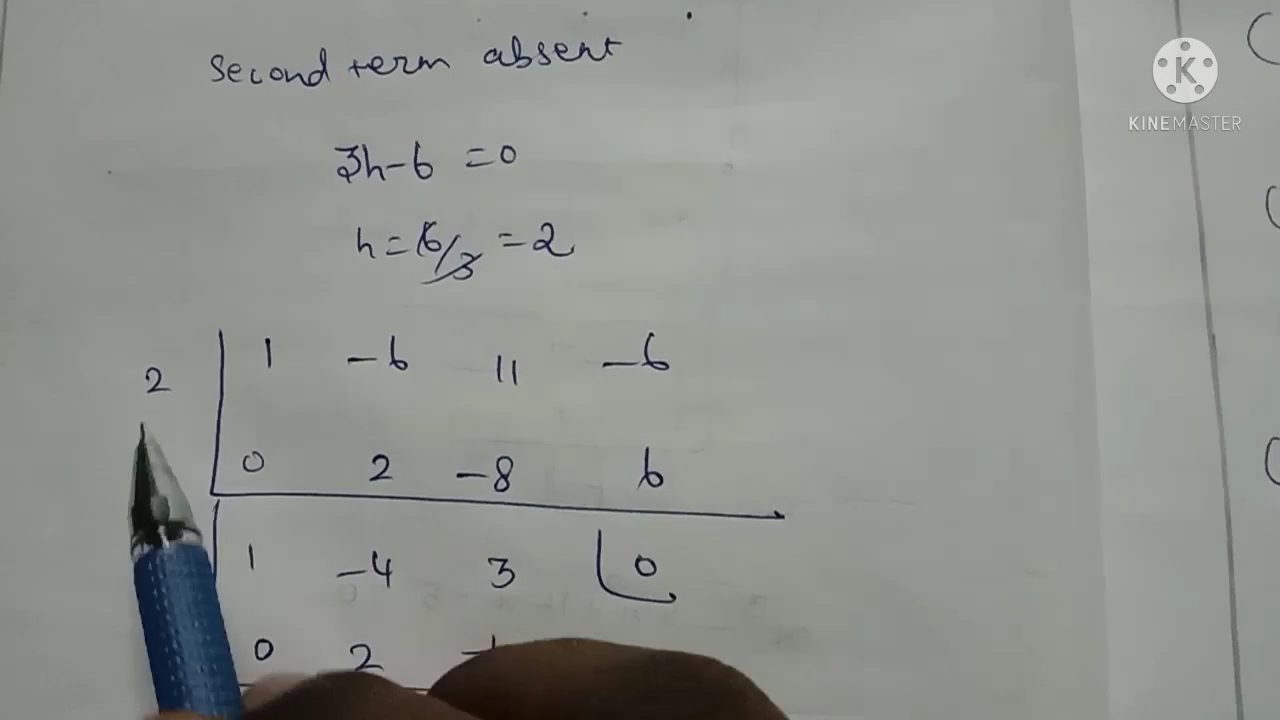 second term absent
K
KINEMASTER
3h-6 =0
h=6/3 =2
2 1 -6 11 -6
0 2 -8 6
1 -4 3 0
0 2